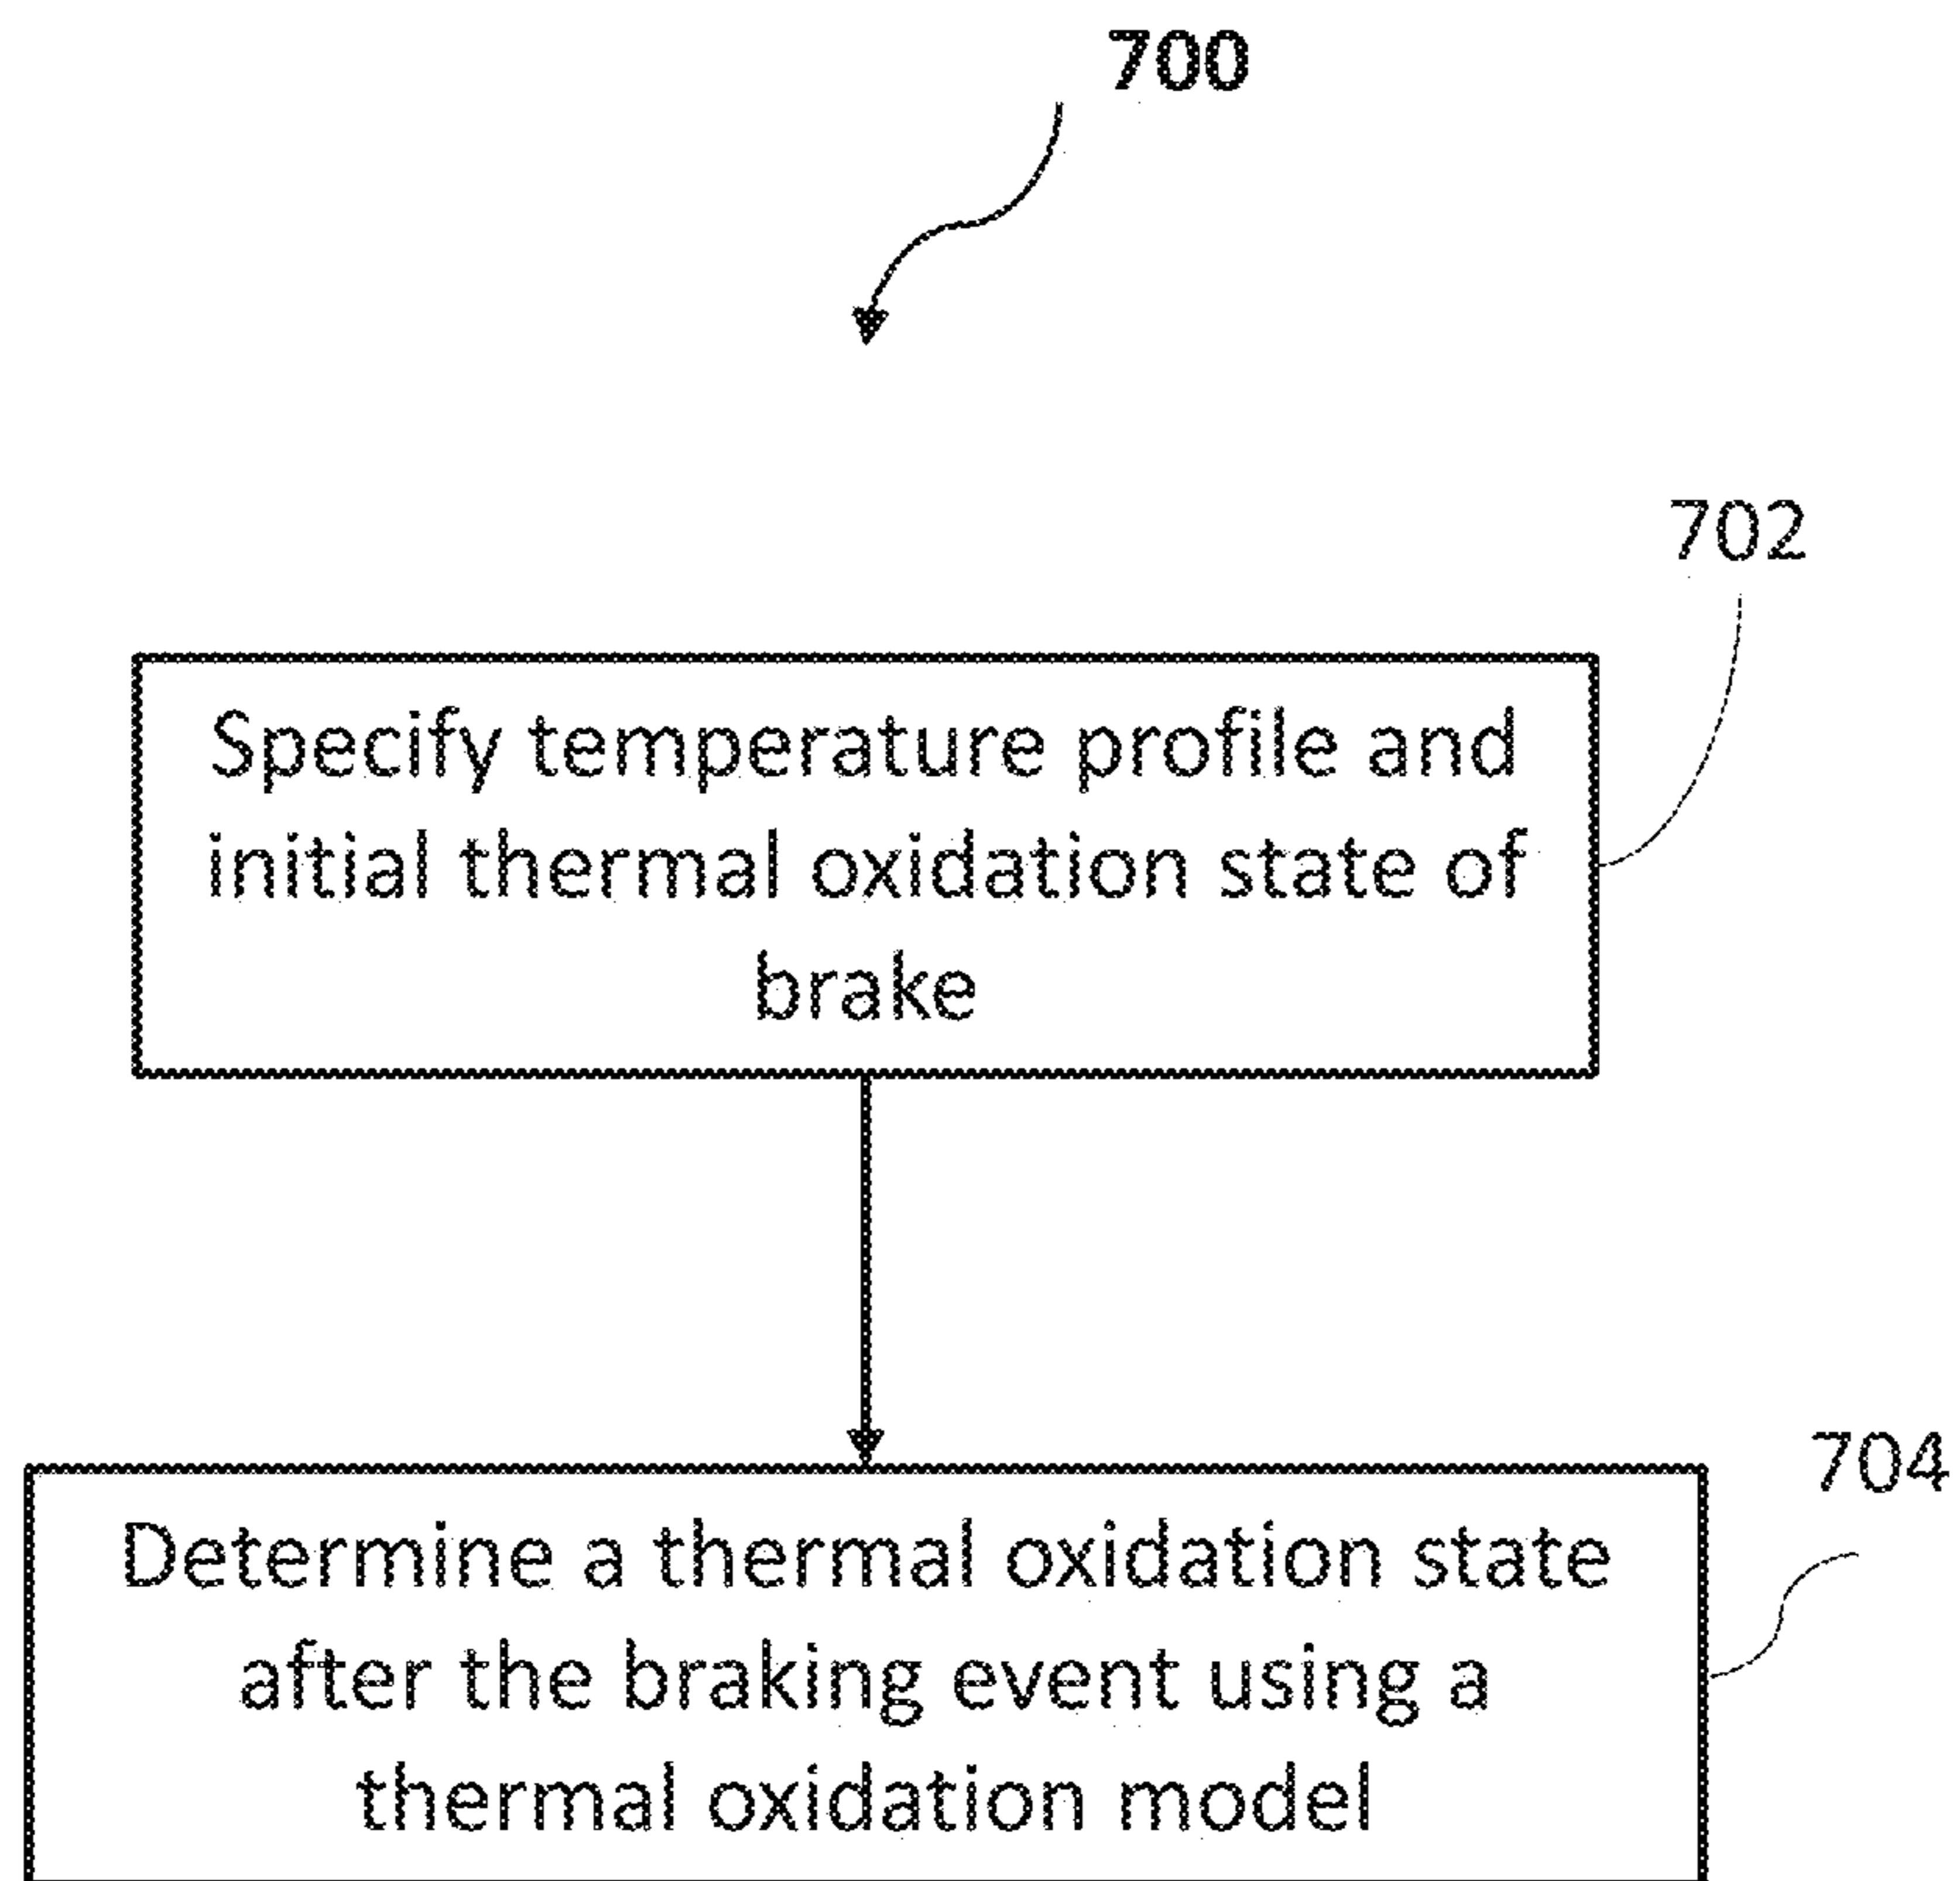 700
702
Specify temperature profile and
initial thermal oxidation state of
brake
704
Determine a thermal oxidation state
after the braking event using a
thermal oxidation model